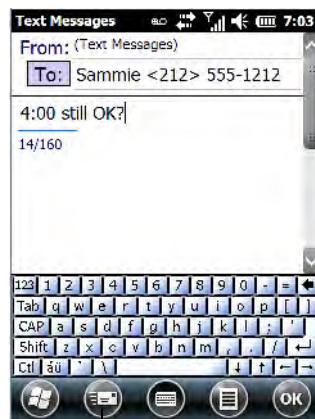 Text Messages 7:03
From: (Text Messages)
To: Sammie <212> 555-1212
4:00 still OK?
14/160
123 1 2 3 4 5 6 7 8 9 0 - =
Tab q w e r t y u i o p [ ]
CAP a s d f g h j k l ; '
Shift z x c v b n m , . /
Ctl áü ` \
OK